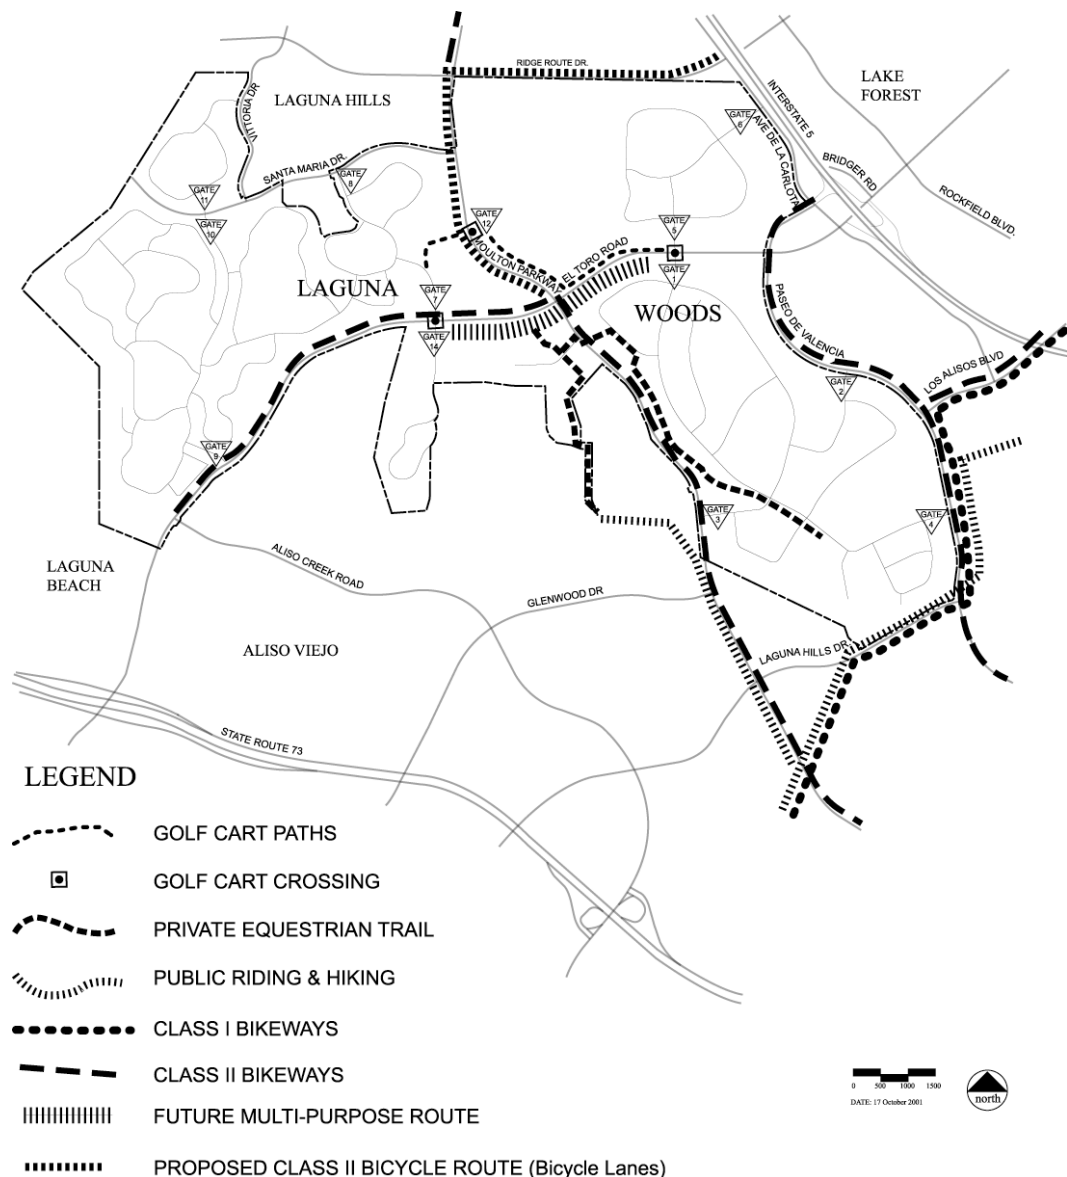 RIDGE ROUTE DR.
LAKE
FOREST
INTERSTATE 5
LAGUNA HILLS
VITTORIA DR
AVE DE LA CARLOTA
GATE
6
BRIDGER RD
SANTA MARIA DR.
GATE
8
GATE
11
ROCKFIELD BLVD.
GATE
10
GATE
12
GATE
5
MOULTON PARKWAY
EL TORO ROAD
GATE
1
LAGUNA
GATE
7
WOODS
PASEO DE VALENCIA
GATE
14
LOS ALISOS BLVD
GATE
2
GATE
9
GATE
3
GATE
4
LAGUNA
BEACH
ALISO CREEK ROAD
GLENWOOD DR
ALISO VIEJO
LAGUNA HILLS DR.
STATE ROUTE 73
LEGEND
GOLF CART PATHS
GOLF CART CROSSING
PRIVATE EQUESTRIAN TRAIL
PUBLIC RIDING & HIKING
CLASS I BIKEWAYS
CLASS II BIKEWAYS
FUTURE MULTI-PURPOSE ROUTE
PROPOSED CLASS II BICYCLE ROUTE (Bicycle Lanes)
0 500 1000 1500
DATE: 17 October 2001
north